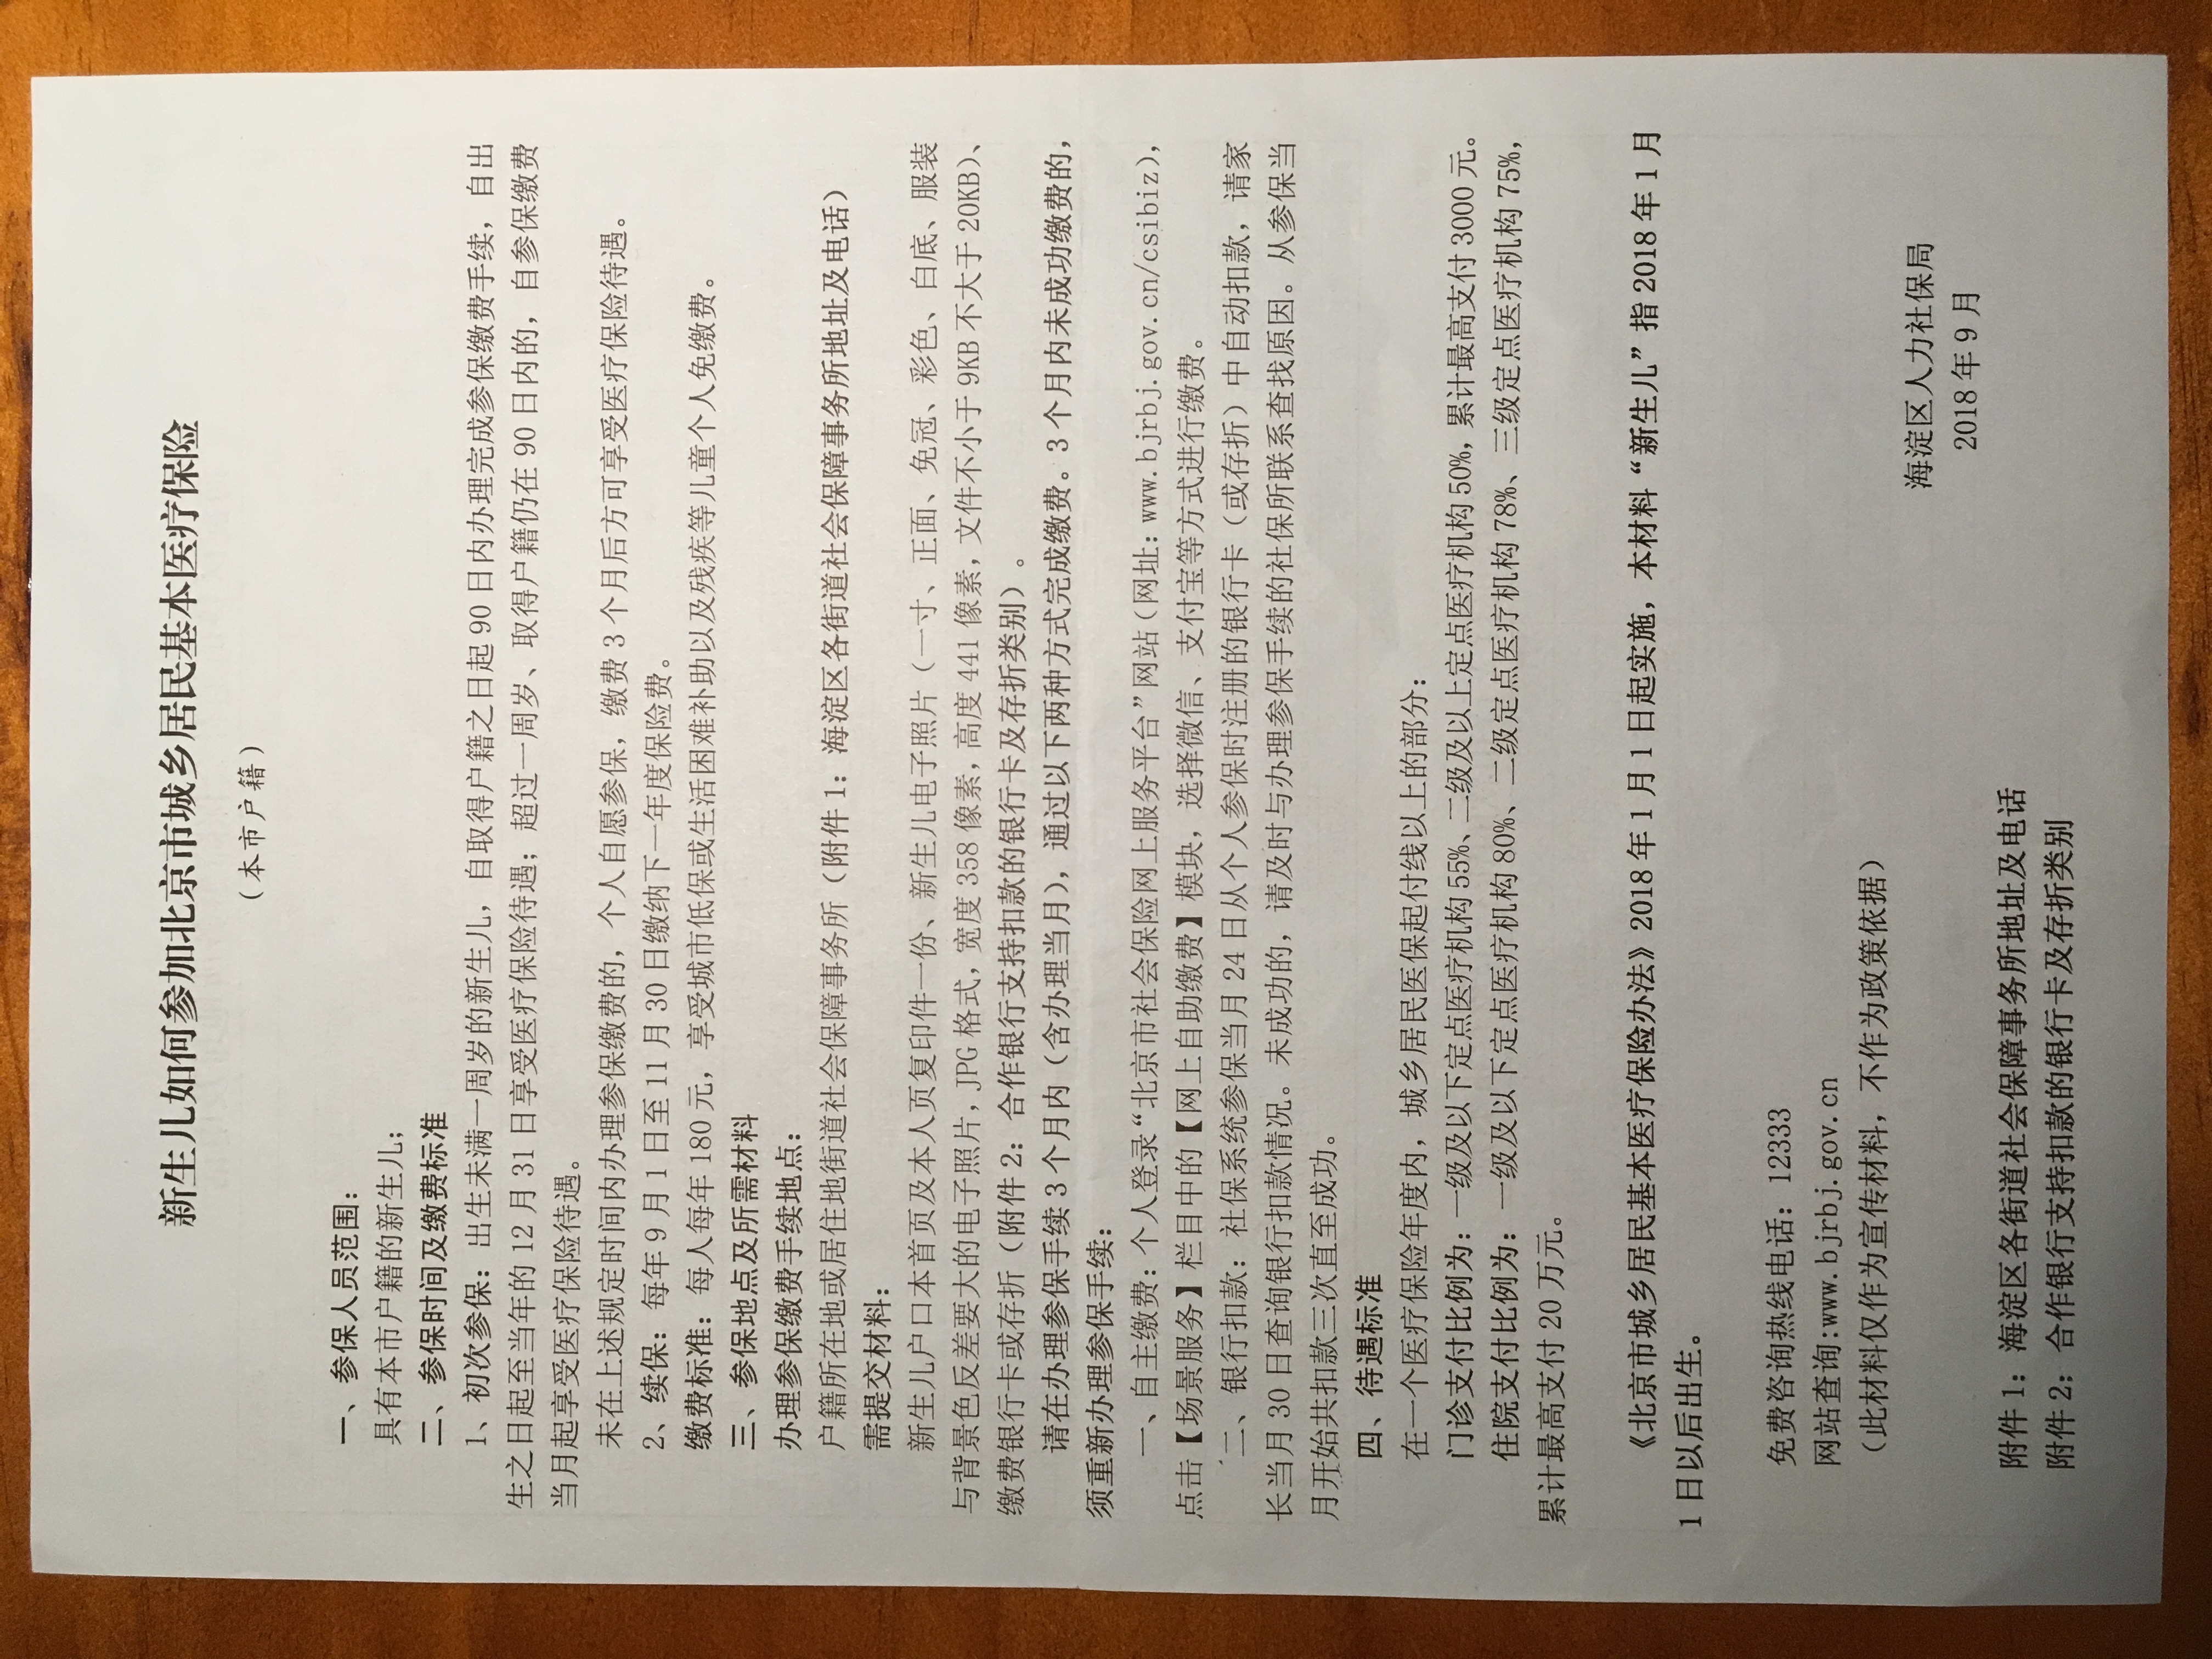 新生儿如何参加北京市城乡居民基本医疗保险
（本市户籍）
一、参保人员范围：
具有本市户籍的新生儿；
二、参保时间及缴费标准
1、初次参保：出生未满一周岁的新生儿，自取得户籍之日起 90 日内办理完成参保缴费手续，自出
生之日起至当年的 12 月 31 日享受医疗保险待遇；超过一周岁、取得户籍仍在 90 日内的，自参保缴费
当月起享受医疗保险待遇。
未在上述规定时间内办理参保缴费的，个人自愿参保，缴费 3 个月后方可享受医疗保险待遇。
2、续保：每年 9 月 1 日至 11 月 30 日缴纳下一年度保险费。
缴费标准：每人每年 180 元，享受城市低保或生活困难补助以及残疾等儿童个人免缴费。
三、参保地点及所需材料
办理参保缴费手续地点：
户籍所在地或居住地街道社会保障事务所（附件 1：海淀区各街道社会保障事务所地址及电话）
需提交材料：
新生儿户口本首页及本人页复印件一份、新生儿电子照片（一寸、正面、免冠、彩色、白底、服装
与背景色反差要大的电子照片，JPG 格式，宽度 358 像素，高度 441 像素，文件不小于 9KB 不大于 20KB）、
缴费银行卡或存折（附件 2：合作银行支持扣款的银行卡及存折类别）。
请在办理参保手续 3 个月内（含办理当月），通过以下两种方式完成缴费。3 个月内未成功缴费的，
须重新办理参保手续：
一、自主缴费：个人登录“北京市社会保险网上服务平台”网站（网址：www.bjrbj.gov.cn/csibiz），
点击【场景服务】栏目中的【网上自助缴费】模块，选择微信、支付宝等方式进行缴费。
二、银行扣款：社保系统参保当月 24 日从个人参保时注册的银行卡（或存折）中自动扣款，请家
长当月 30 日查询银行扣款情况。未成功的，请及时与办理参保手续的社保所联系查找原因。从参保当
月开始共扣款三次直至成功。
四、待遇标准
在一个医疗保险年度内，城乡居民医保起付线以上的部分：
门诊支付比例为：一级及以下定点医疗机构 55%、二级及以上定点医疗机构 50%，累计最高支付 3000 元。
住院支付比例为：一级及以下定点医疗机构 80%、二级定点医疗机构 78%、三级定点医疗机构 75%，
累计最高支付 20 万元。
《北京市城乡居民基本医疗保险办法》2018 年 1 月 1 日起实施，本材料“新生儿”指 2018 年 1 月
1 日以后出生。
免费咨询热线电话：12333
网站查询:www.bjrbj.gov.cn
（此材料仅作为宣传材料，不作为政策依据）
海淀区人力社保局
2018 年 9 月
附件 1：海淀区各街道社会保障事务所地址及电话
附件 2：合作银行支持扣款的银行卡及存折类别